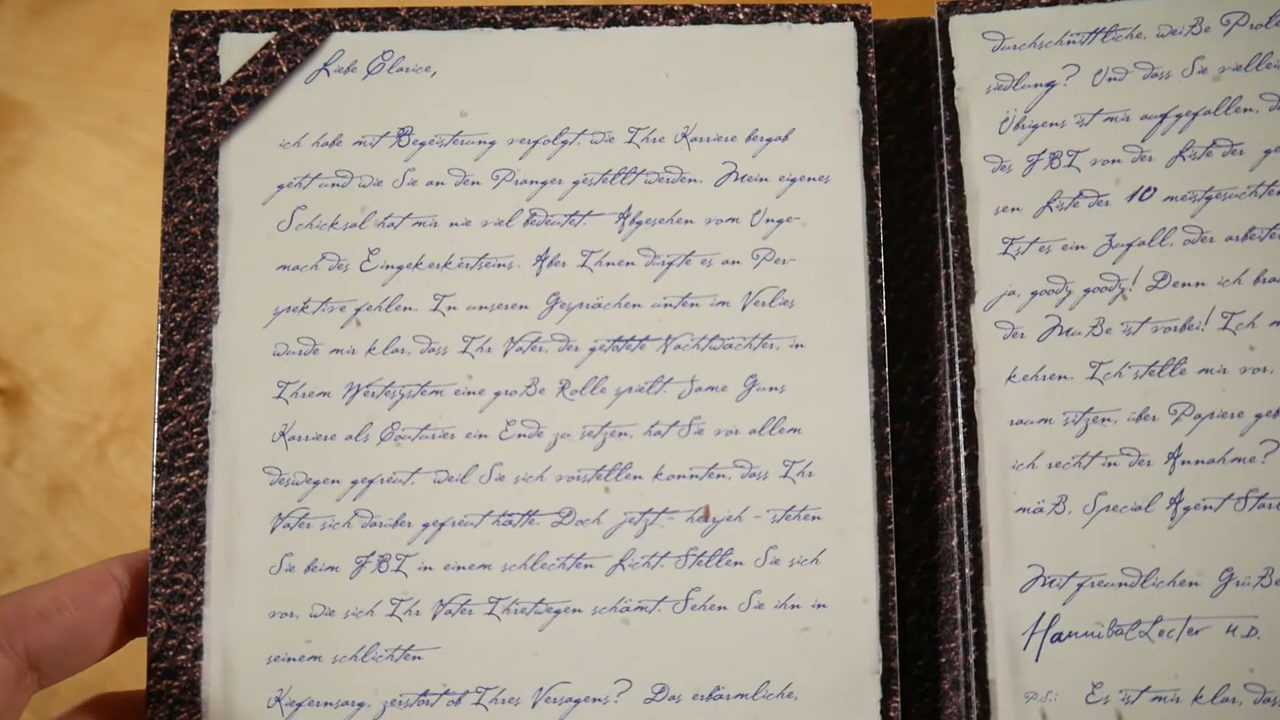 Liebe Clarice,
ich habe mit Begeisterung verfolgt, wie Ihre Karriere bergab
geht und wie Sie an den Pranger gestellt werden. Mein eigenes
Schicksal hat mir nie viel bedeutet. Abgesehen vom Unge-
mach des Eingekerkertseins. Aber Ihnen dürfte es an Per-
spektive fehlen. In unseren Gesprächen unten im Verlies
wurde mir klar, dass Ihr Vater, der getötete Nachtwächter, in
Ihrem Wertesystem eine große Rolle spielt. Jame Gums
Karriere als Couturier ein Ende zu setzen, hat Sie vor allem
deswegen gefreut, weil Sie sich vorstellen konnten, dass Ihr
Vater sich darüber gefreut hätte. Doch jetzt - herrjeh - stehen
Sie beim FBI in einem schlechten Licht. Stellen Sie sich
vor, wie sich Ihr Vater Ihretwegen schämt. Sehen Sie ihn in
seinem schlichten
Kiefernsarg, zerstört ob Ihres Versagens? Das erbärmliche,
durchschnittliche, weiße
siedlung? Und dass Sie
Übrigens ist mir aufgefallen,
des FBI von der Liste der
sen Liste der 10 meistgesuchten
Ist es ein Zufall, oder
ja, goody goody! Denn ich
der Muße ist vorbei! Ich
kehren. Ich stelle mir vor,
raum sitzen, über Papiere
ich recht in der Annahme?
mäß, Special Agent
Mit freundlichen
Hannibal Lecter M.D.
P.S.: Es ist mir klar,